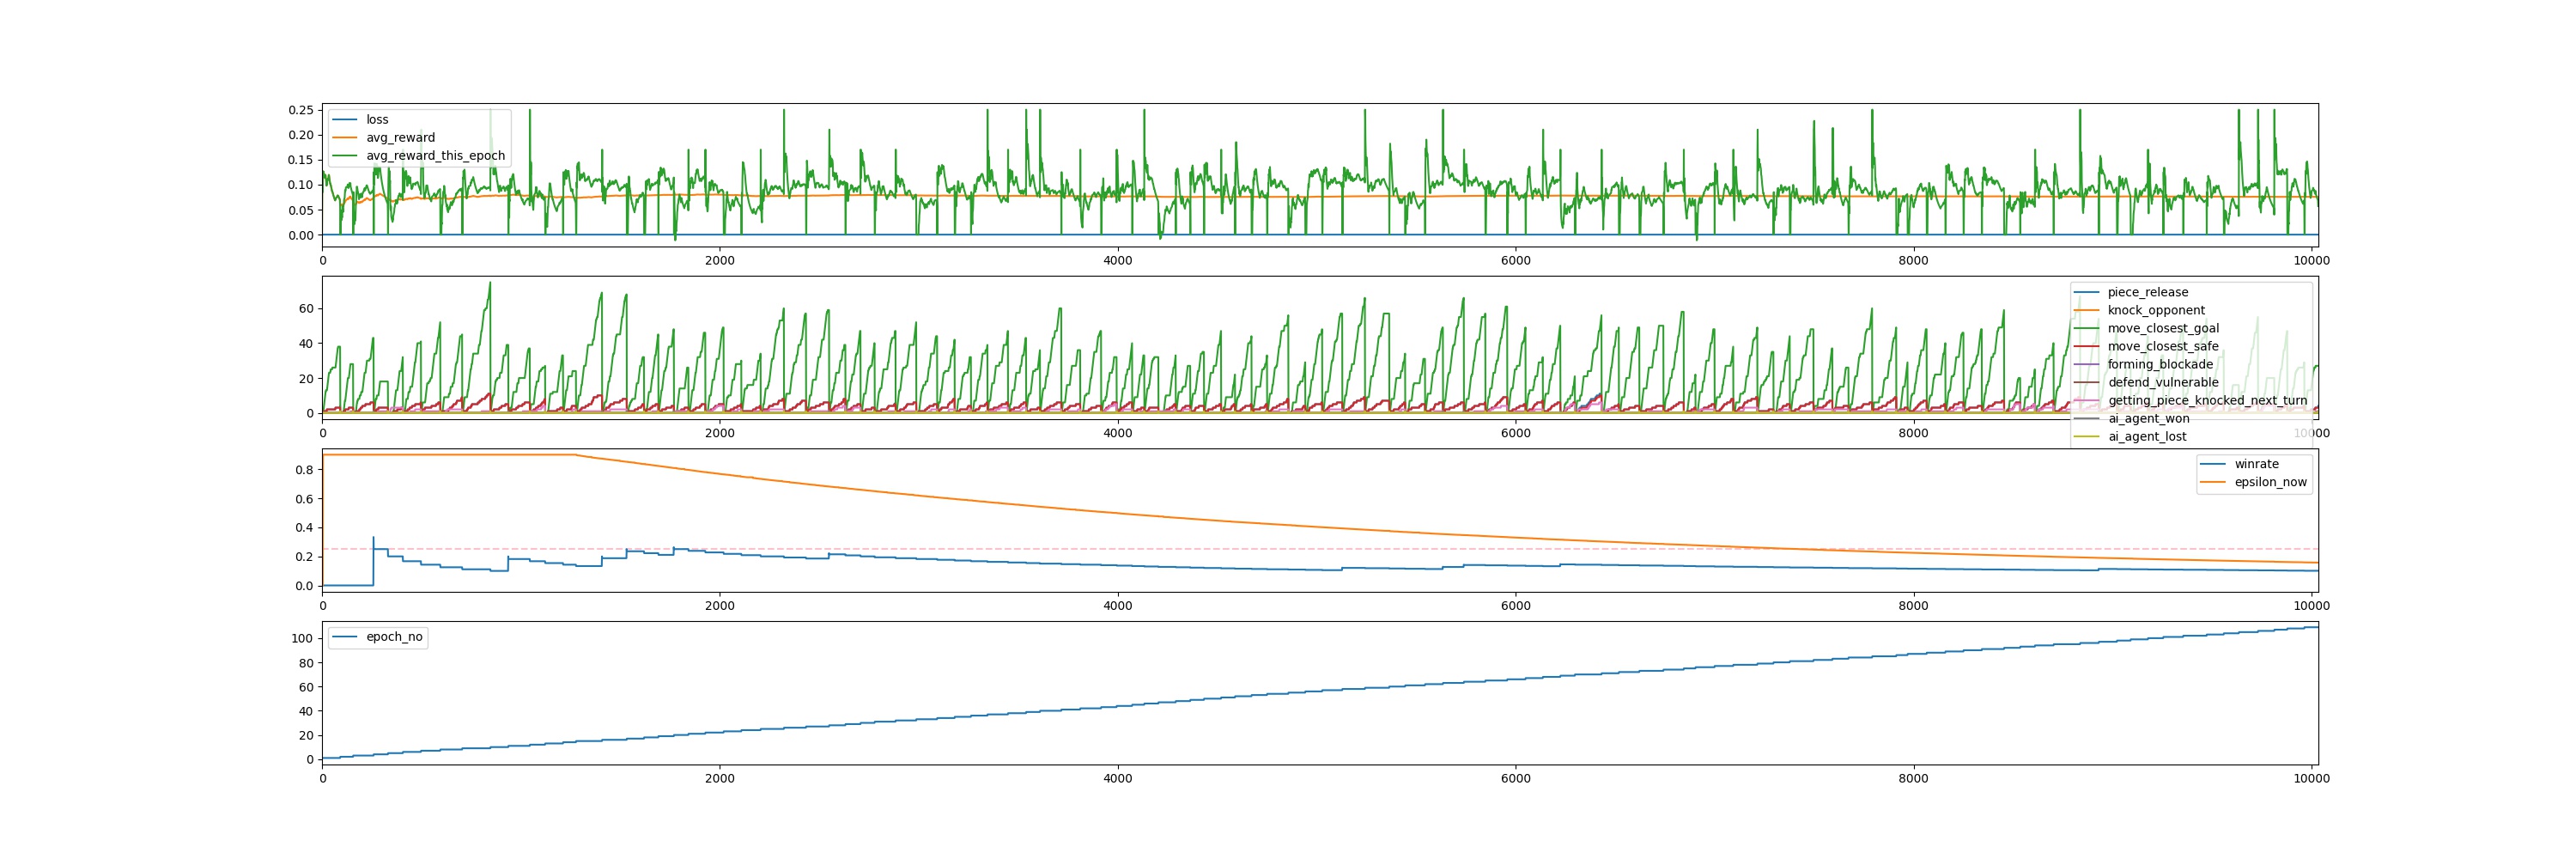 0.25
0.20
0.15
0.10
0.05
0.00
loss
avg_reward
avg_reward_this_epoch
0 2000 4000 6000 8000 10000
60
40
20
0
piece_release
knock_opponent
move_closest_goal
move_closest_safe
forming_blockade
defend_vulnerable
getting_piece_knocked_next_turn
ai_agent_won
ai_agent_lost
0 2000 4000 6000 8000 10000
0.8
0.6
0.4
0.2
0.0
winrate
epsilon_now
0 2000 4000 6000 8000 10000
100
80
60
40
20
0
epoch_no
0 2000 4000 6000 8000 10000